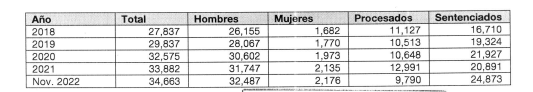 Año Total Hombres Mujeres Procesados Sentenciados
2018 27,837 26,155 1,682 11,127 16,710
2019 29,837 28,067 1,770 10,513 19,324
2020 32,575 30,602 1,973 10,648 21,927
2021 33,882 31,747 2,135 12,991 20,891
Nov. 2022 34,663 32,487 2,176 9,790 24,873